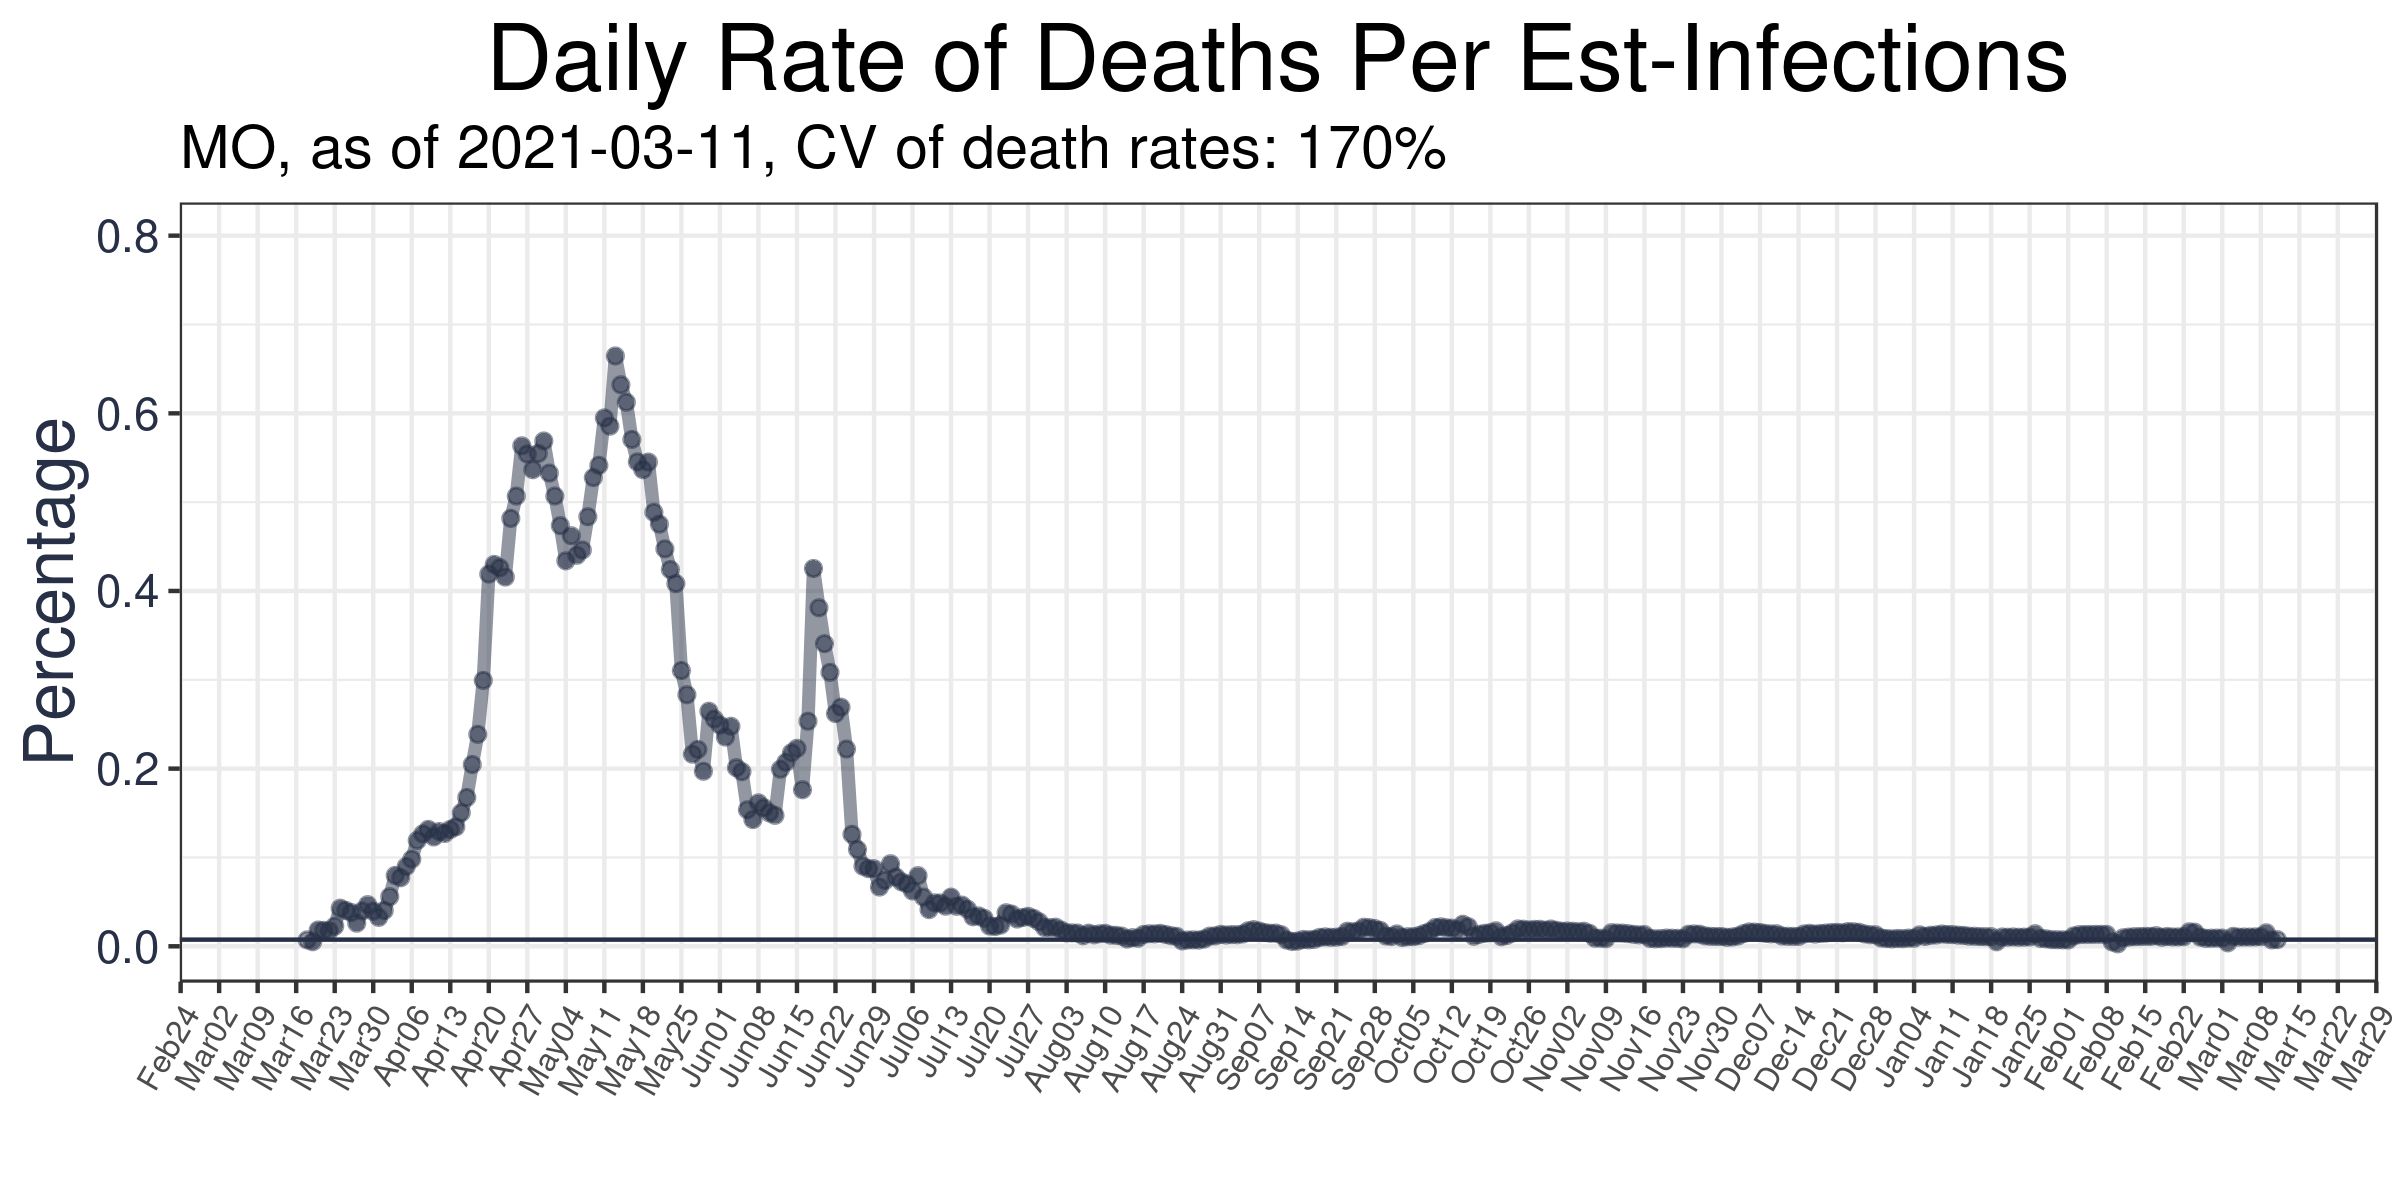 Daily Rate of Deaths Per Est-Infections
MO, as of 2021-03-11, CV of death rates: 170%
Percentage
0.8
0.6
0.4
0.2
0.0
Feb24
Mar02
Mar09
Mar16
Mar23
Mar30
Apr06
Apr13
Apr20
Apr27
May04
May11
May18
May25
Jun01
Jun08
Jun15
Jun22
Jun29
Jul06
Jul13
Jul20
Jul27
Aug03
Aug10
Aug17
Aug24
Aug31
Sep07
Sep14
Sep21
Sep28
Oct05
Oct12
Oct19
Oct26
Nov02
Nov09
Nov16
Nov23
Nov30
Dec07
Dec14
Dec21
Dec28
Jan04
Jan11
Jan18
Jan25
Feb01
Feb08
Feb15
Feb22
Mar01
Mar08
Mar15
Mar22
Mar29